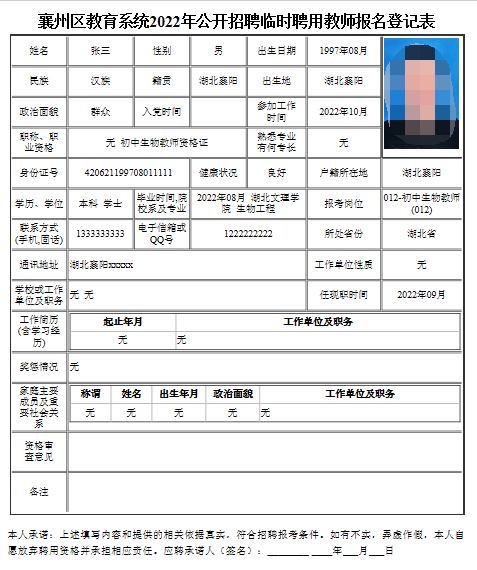 襄州区教育系统2022年公开招聘临时聘用教师报名登记表
姓名 张三 性别 男 出生日期 1997年08月
民族 汉族 籍贯 湖北襄阳 出生地 湖北襄阳
政治面貌 群众 入党时间 参加工作
时间 2022年10月
职称、职
业资格 无 初中生物教师资格证 熟悉专业
有何专长 无
身份证号 420621199708011111 健康状况 良好 户籍所在地 湖北襄阳
学历、学位 本科 学士 毕业时间,院
校系及专业 2022年08月 湖北文理学
院 生物工程 报考岗位 012-初中生物教师
(012)
联系方式
(手机,固话) 1333333333 电子信箱或
QQ号 1222222222 所处省份 湖北省
通讯地址 湖北襄阳xxxxx 工作单位性质 无
学校或工作
单位及职务 无 无 任现职时间 2022年09月
工作简历
(含学习经
历) 起止年月 工作单位及职务
无 无
奖惩情况 无
家庭主要
成员及重
要社会关
系 称谓 姓名 出生年月 政治面貌 工作单位及职务
无 无 无 无 无
资格审
查意见
备注
本人承诺：上述填写内容和提供的相关依据真实，符合招聘报考条件。如有不实，弄虚作假，本人自
愿放弃聘用资格并承担相应责任。应聘承诺人（签名）：________ ____年___月___日